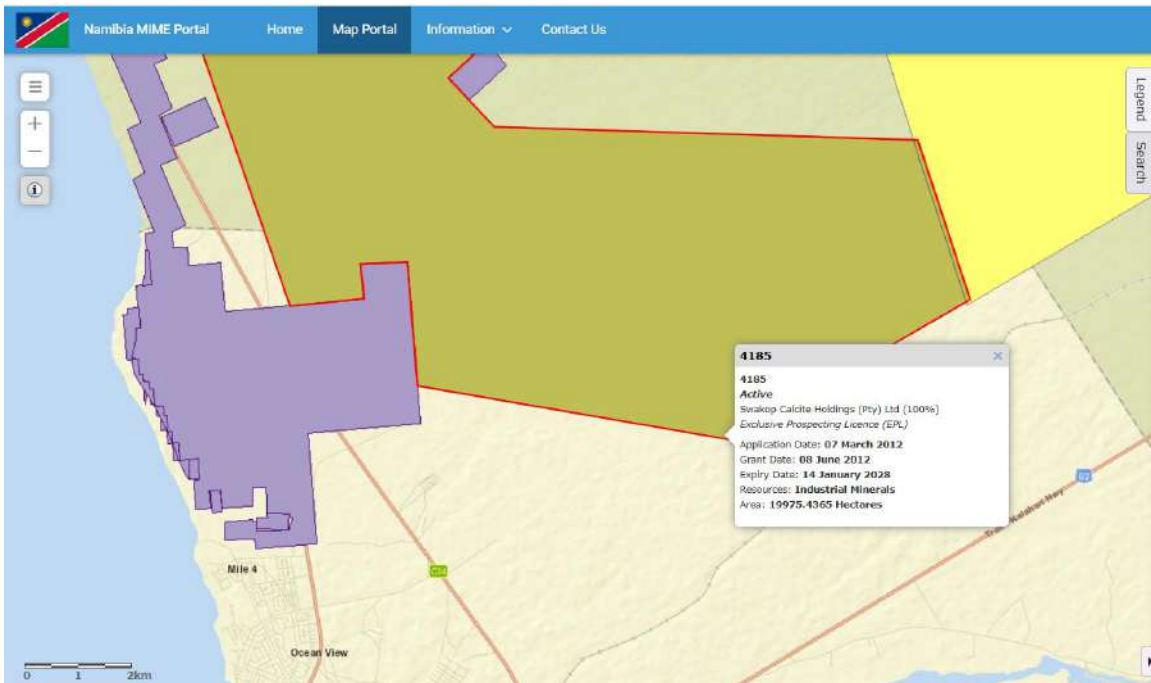 Namibia MIME Portal
Home
Map Portal
Information
Contact Us
Legend
Search
4185
4185
Active
Swakop Calcite Holdings (Pty) Ltd (100%)
Exclusive Prospecting Licence (EPL)
Application Date: 07 March 2012
Grant Date: 08 June 2012
Expiry Date: 14 January 2028
Resources: Industrial Minerals
Area: 19975.4365 Hectares
Mile 4
Ocean View
0 1 2km